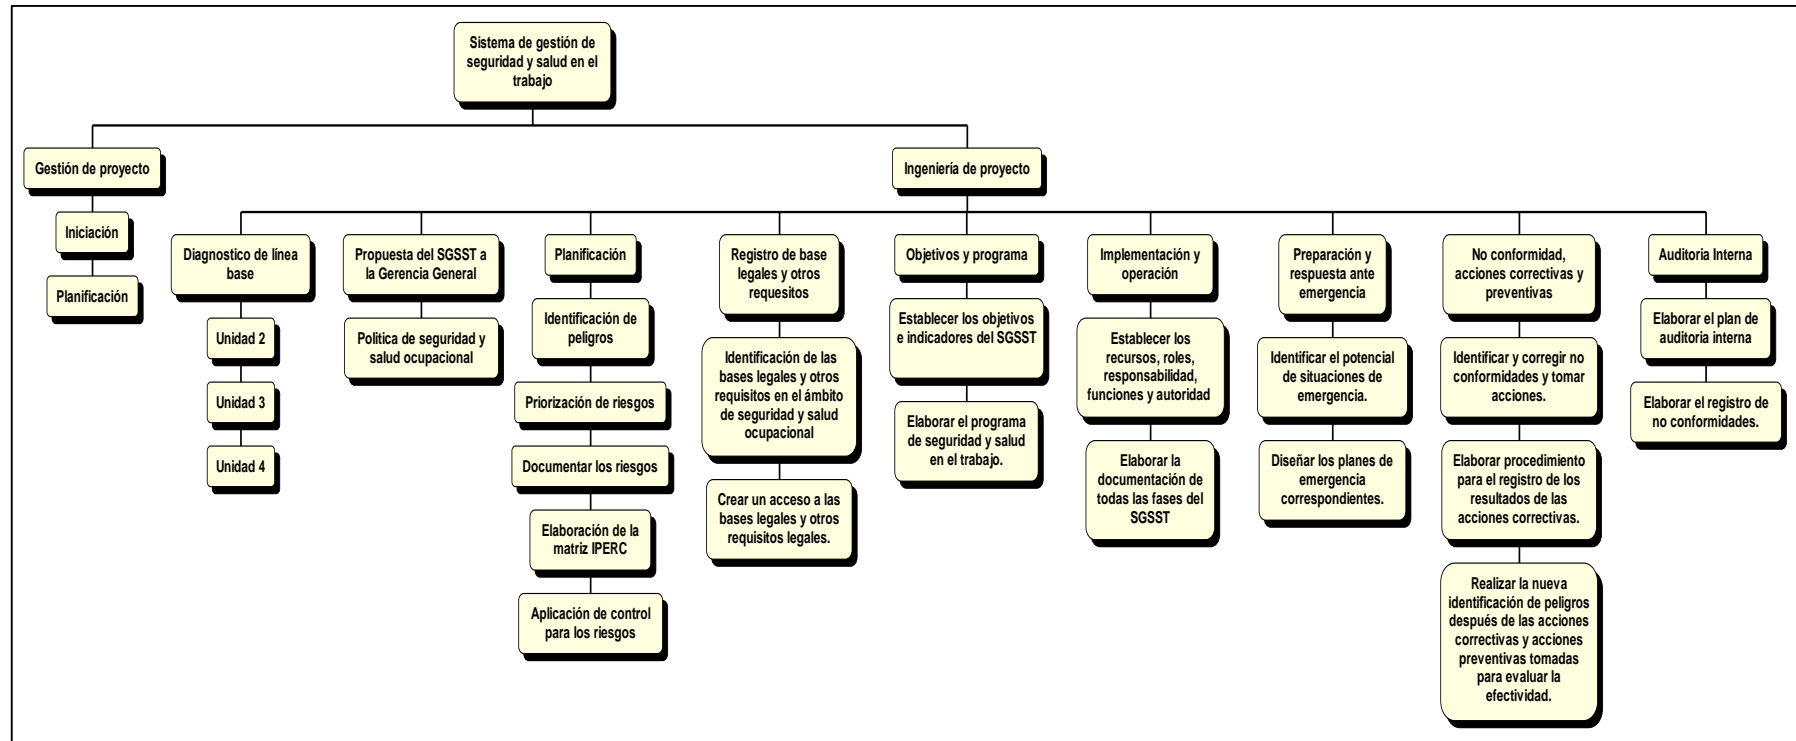 Sistema de gestión de
seguridad y salud en el
trabajo
Gestión de proyecto
Iniciación
Planificación
Ingeniería de proyecto
Diagnostico de línea
base
Unidad 2
Unidad 3
Unidad 4
Propuesta del SGSST a
la Gerencia General
Politica de seguridad y
salud ocupacional
Planificación
Identificación de
peligros
Priorización de riesgos
Documentar los riesgos
Elaboración de la
matriz IPERC
Aplicación de control
para los riesgos
Registro de base
legales y otros
requesitos
Identificación de las
bases legales y otros
requisitos en el ámbito
de seguridad y salud
ocupacional
Crear un acceso a las
bases legales y otros
requisitos legales.
Objetivos y programa
Establecer los objetivos
e indicadores del SGSST
Elaborar el programa
de seguridad y salud
en el trabajo.
Implementación y
operación
Establecer los
recursos, roles,
responsabilidad,
funciones y autoridad
Elaborar la
documentación de
todas las fases del
SGSST
Preparación y
respuesta ante
emergencia
Identificar el potencial
de situaciones de
emergencia.
Diseñar los planes de
emergencia
correspondientes.
No conformidad,
acciones correctivas y
preventivas
Identificar y corregir no
conformidades y tomar
acciones.
Elaborar procedimiento
para el registro de los
resultados de las
acciones correctivas.
Realizar la nueva
identificación de peligros
después de las acciones
correctivas y acciones
preventivas tomadas
para evaluar la
efectividad.
Auditoria Interna
Elaborar el plan de
auditoria interna
Elaborar el registro de
no conformidades.